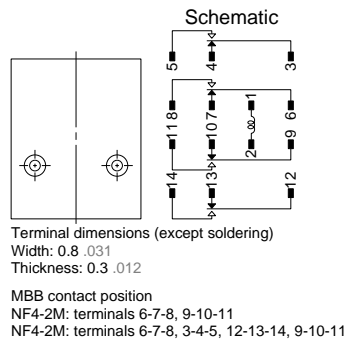 Schematic
5 4 3
8 7 1 6
11 10 2 9
14 13 12
Terminal dimensions (except soldering)
Width: 0.8 .031
Thickness: 0.3 .012
MBB contact position
NF4-2M: terminals 6-7-8, 9-10-11
NF4-2M: terminals 6-7-8, 3-4-5, 12-13-14, 9-10-11